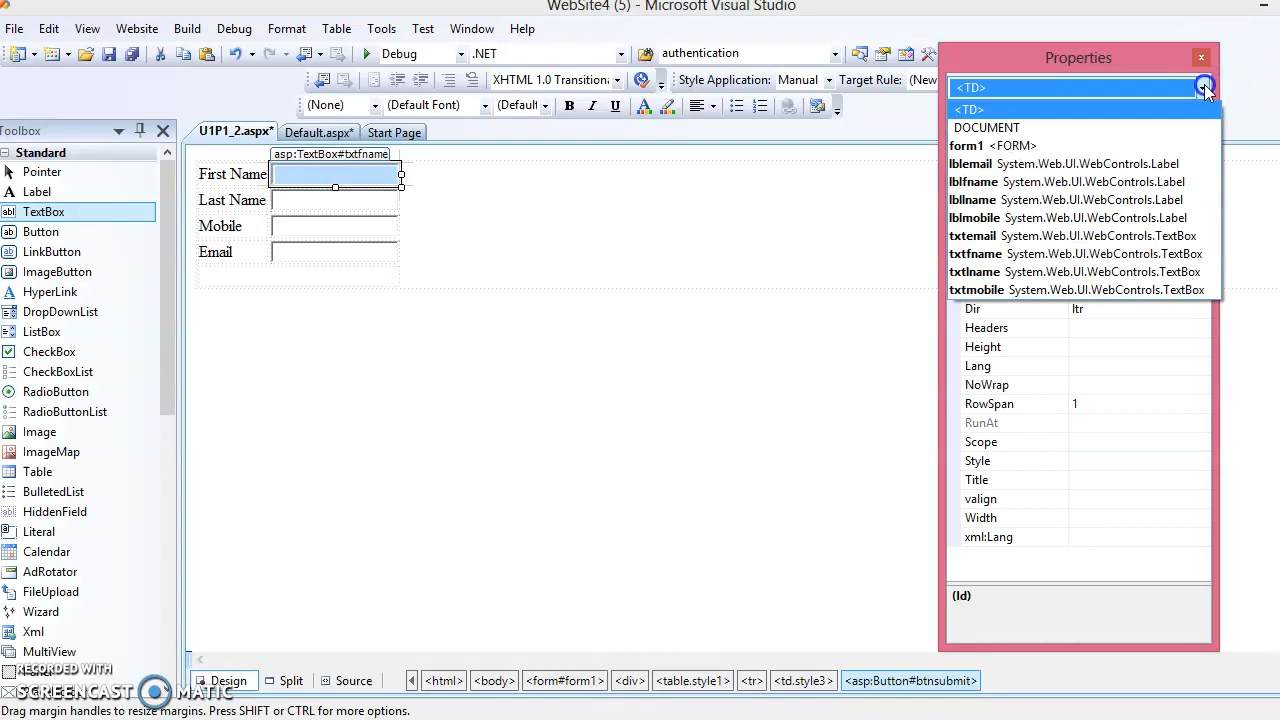 WebSite4 (5) - Microsoft Visual Studio
File Edit View Website Build Debug Format Table Tools Test Window Help
Debug .NET authentication
XHTML 1.0 Transition Style Application: Manual Target Rule: (New
(None) (Default Font) (Default B I U A
Toolbox
U1P1_2.aspx* Default.aspx* Start Page
Standard
Pointer
Label
TextBox
Button
LinkButton
ImageButton
HyperLink
DropDownList
ListBox
CheckBox
CheckBoxList
RadioButton
RadioButtonList
Image
ImageMap
Table
BulletedList
HiddenField
Literal
Calendar
AdRotator
FileUpload
Wizard
Xml
MultiView
asp:TextBox#txtfname
First Name
Last Name
Mobile
Email
Properties
<TD>
<TD>
DOCUMENT
form1 <FORM>
lblemail System.Web.UI.WebControls.Label
lblfname System.Web.UI.WebControls.Label
lbllname System.Web.UI.WebControls.Label
lblmobile System.Web.UI.WebControls.Label
txtemail System.Web.UI.WebControls.TextBox
txtfname System.Web.UI.WebControls.TextBox
txtlname System.Web.UI.WebControls.TextBox
txtmobile System.Web.UI.WebControls.TextBox
Dir ltr
Headers
Height
Lang
NoWrap
RowSpan 1
RunAt
Scope
Style
Title
valign
Width
xml:Lang
(Id)
RECORDED WITH
SCREENCAST MATIC
Design Split Source <html> <body> <form#form1> <div> <table.style1> <tr> <td.style3> <asp:Button#btnsubmit>
Drag margin handles to resize margins. Press SHIFT or CTRL for more options.